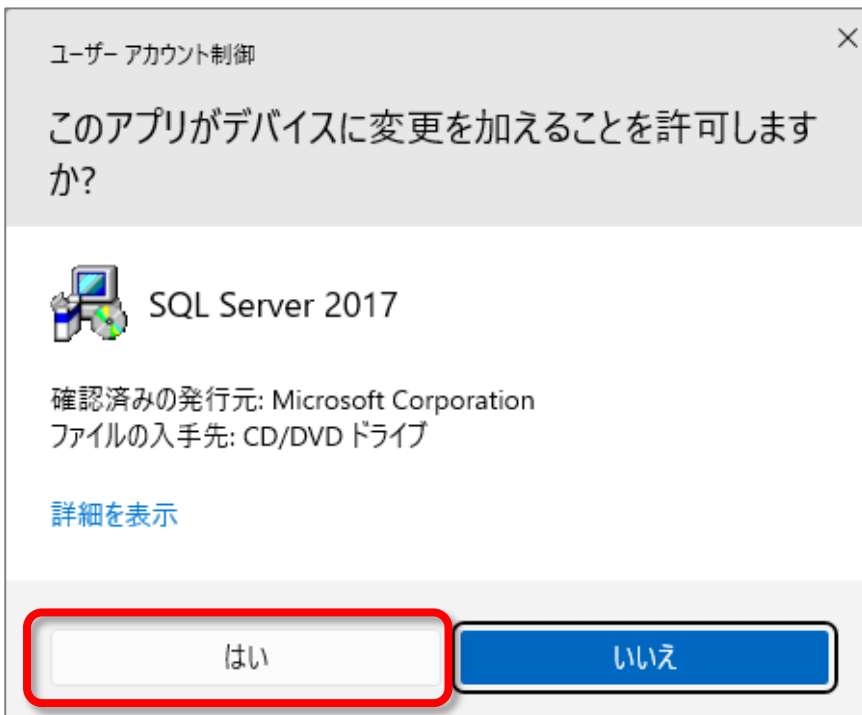 ユーザー アカウント制御
このアプリがデバイスに変更を加えることを許可します
か?
SQL Server 2017
確認済みの発行元: Microsoft Corporation
ファイルの入手先: CD/DVD ドライブ
詳細を表示
はい
いいえ